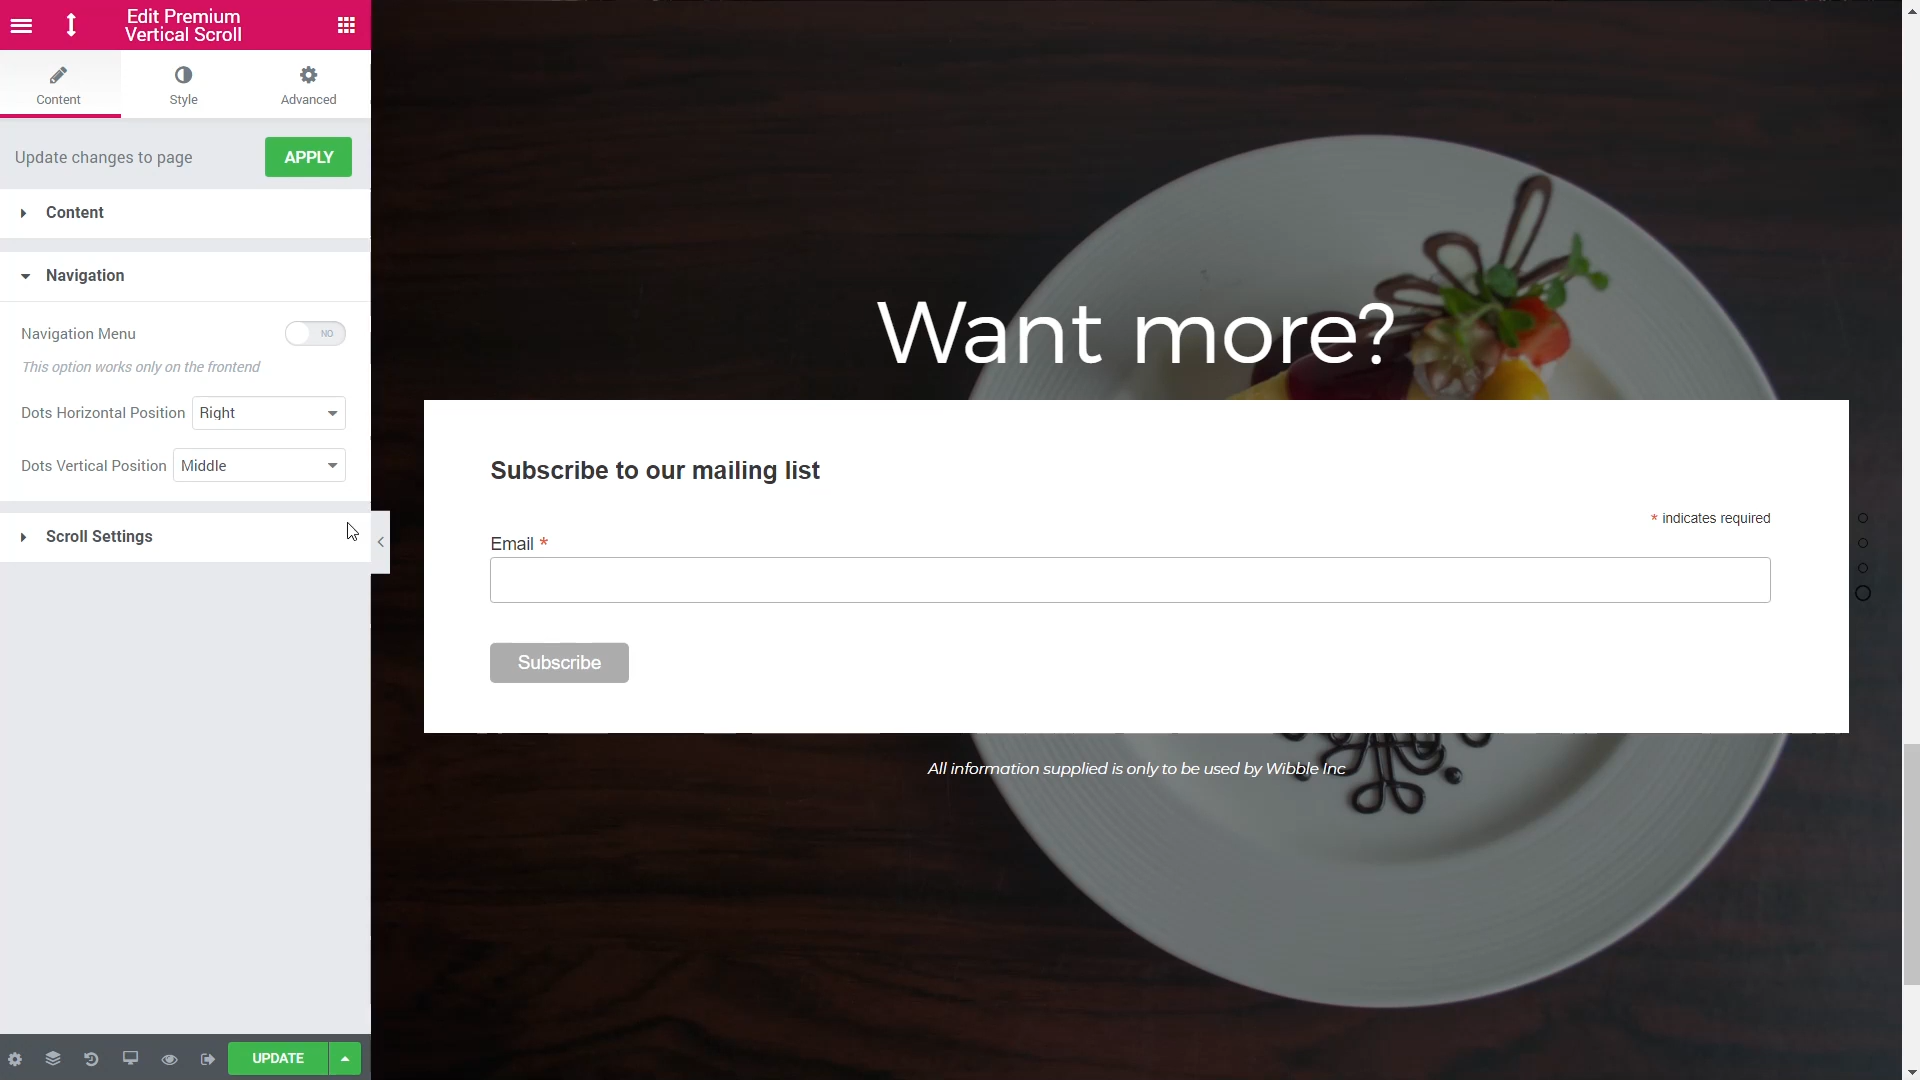 Edit Premium
Vertical Scroll
Content
Style
Advanced
Update changes to page
APPLY
Content
Navigation
Navigation Menu
NO
This option works only on the frontend
Dots Horizontal Position
Right
Dots Vertical Position
Middle
Scroll Settings
UPDATE
Want more?
Subscribe to our mailing list
* indicates required
Email *
Subscribe
All information supplied is only to be used by Wibble Inc